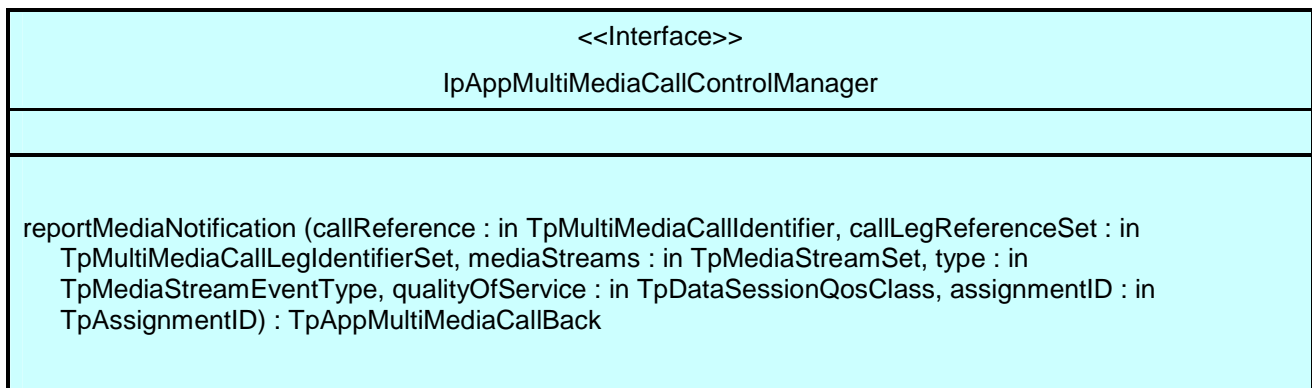 <<Interface>>
IpAppMultiMediaCallControlManager
reportMediaNotification (callReference : in TpMultiMediaCallIdentifier, callLegReferenceSet : in
TpMultiMediaCallLegIdentifierSet, mediaStreams : in TpMediaStreamSet, type : in
TpMediaStreamEventType, qualityOfService : in TpDataSessionQosClass, assignmentID : in
TpAssignmentID) : TpAppMultiMediaCallBack